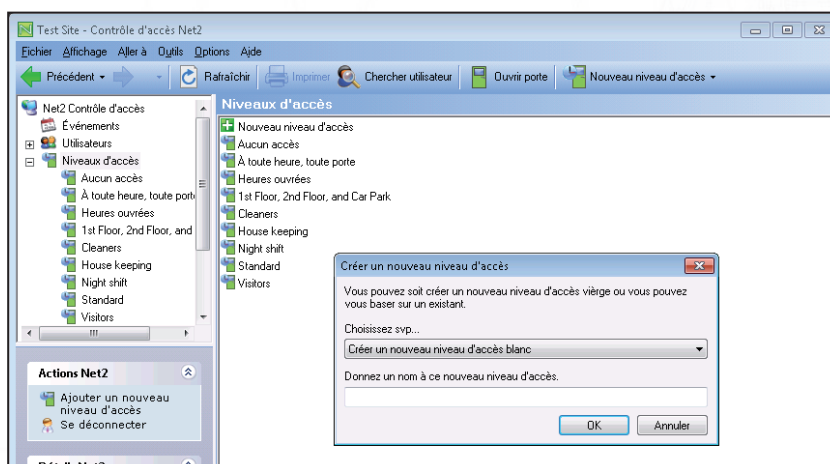 Test Site - Contrôle d'accès Net2
Fichier Affichage Aller à Outils Options Aide
Précédent Rafraîchir Imprimer Chercher utilisateur Ouvrir porte Nouveau niveau d'accès
Net2 Contrôle d'accès
Événements
Utilisateurs
Niveaux d'accès
Aucun accès
À toute heure, toute porte
Heures ouvrées
1st Floor, 2nd Floor, and
Cleaners
House keeping
Night shift
Standard
Visitors
Actions Net2
Ajouter un nouveau
niveau d'accès
Se déconnecter
Niveaux d'accès
Nouveau niveau d'accès
Aucun accès
À toute heure, toute porte
Heures ouvrées
1st Floor, 2nd Floor, and Car Park
Cleaners
House keeping
Night shift
Standard
Visitors
Créer un nouveau niveau d'accès
Vous pouvez soit créer un nouveau niveau d'accès vièrge ou vous pouvez
vous baser sur un existant.
Choisissez svp...
Créer un nouveau niveau d'accès blanc
Donnez un nom à ce nouveau niveau d'accès.
OK Annuler